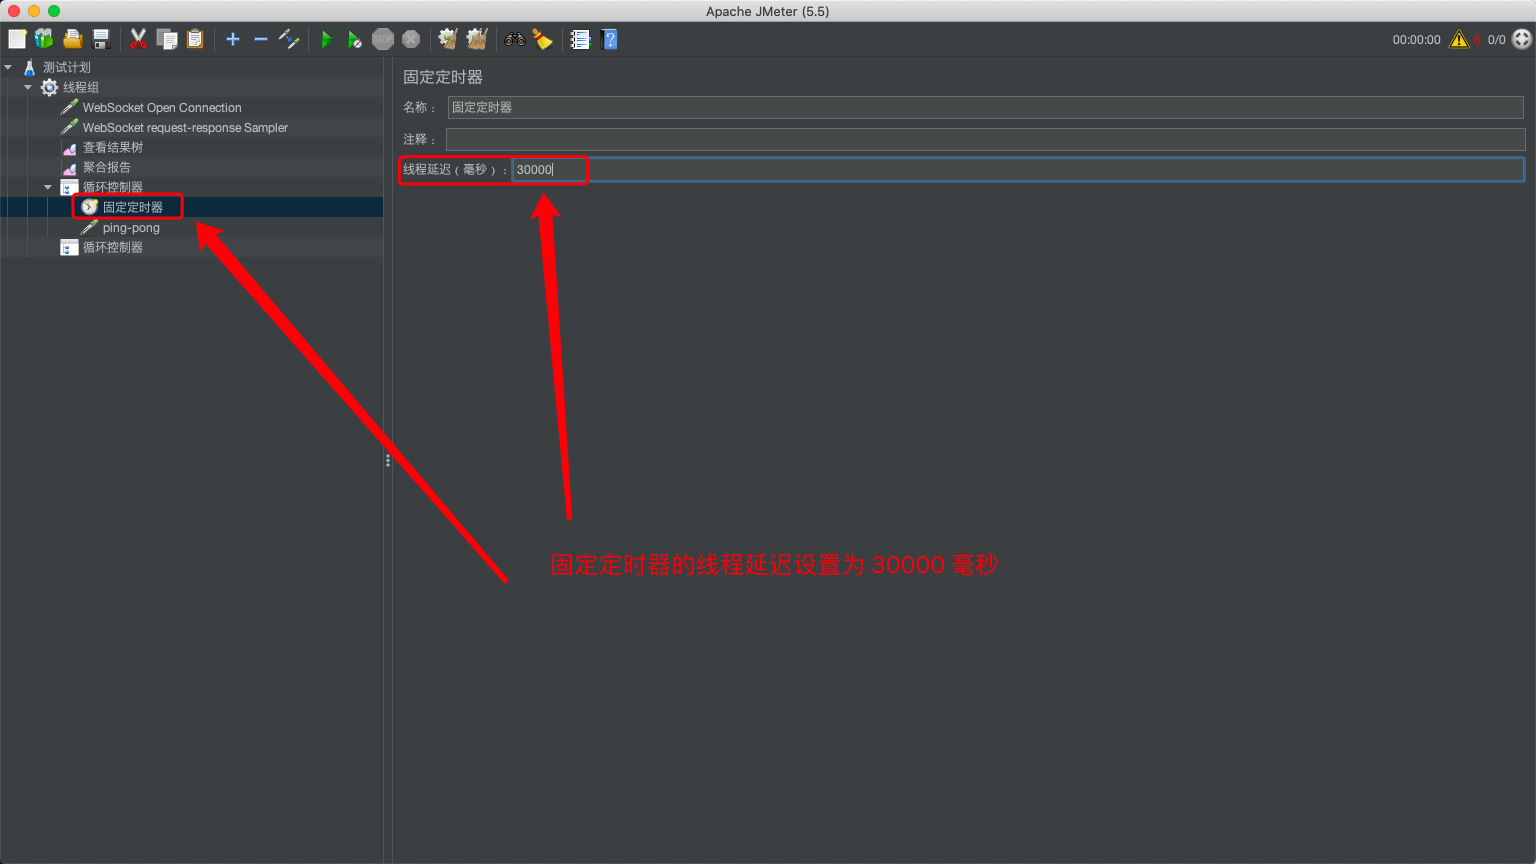 Apache JMeter (5.5)
STOP
00:00:00
6
0/0
测试计划
线程组
WebSocket Open Connection
WebSocket request-response Sampler
查看结果树
聚合报告
循环控制器
固定定时器
ping-pong
循环控制器
固定定时器
名称：
固定定时器
注释：
线程延迟（毫秒）：
30000
固定定时器的线程延迟设置为 30000 毫秒